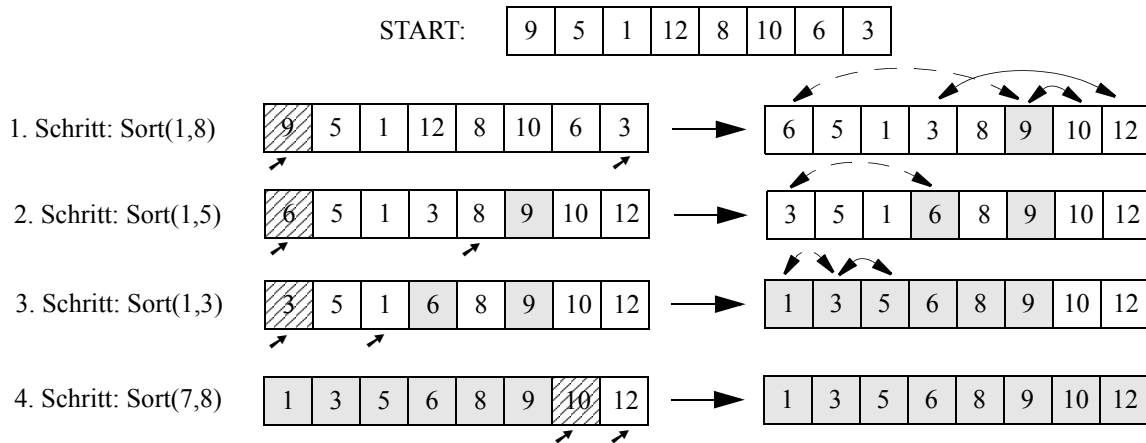 START: 9 5 1 12 8 10 6 3
1. Schritt: Sort(1,8) 9 5 1 12 8 10 6 3 6 5 1 3 8 9 10 12
2. Schritt: Sort(1,5) 6 5 1 3 8 9 10 12 3 5 1 6 8 9 10 12
3. Schritt: Sort(1,3) 3 5 1 6 8 9 10 12 1 3 5 6 8 9 10 12
4. Schritt: Sort(7,8) 1 3 5 6 8 9 10 12 1 3 5 6 8 9 10 12